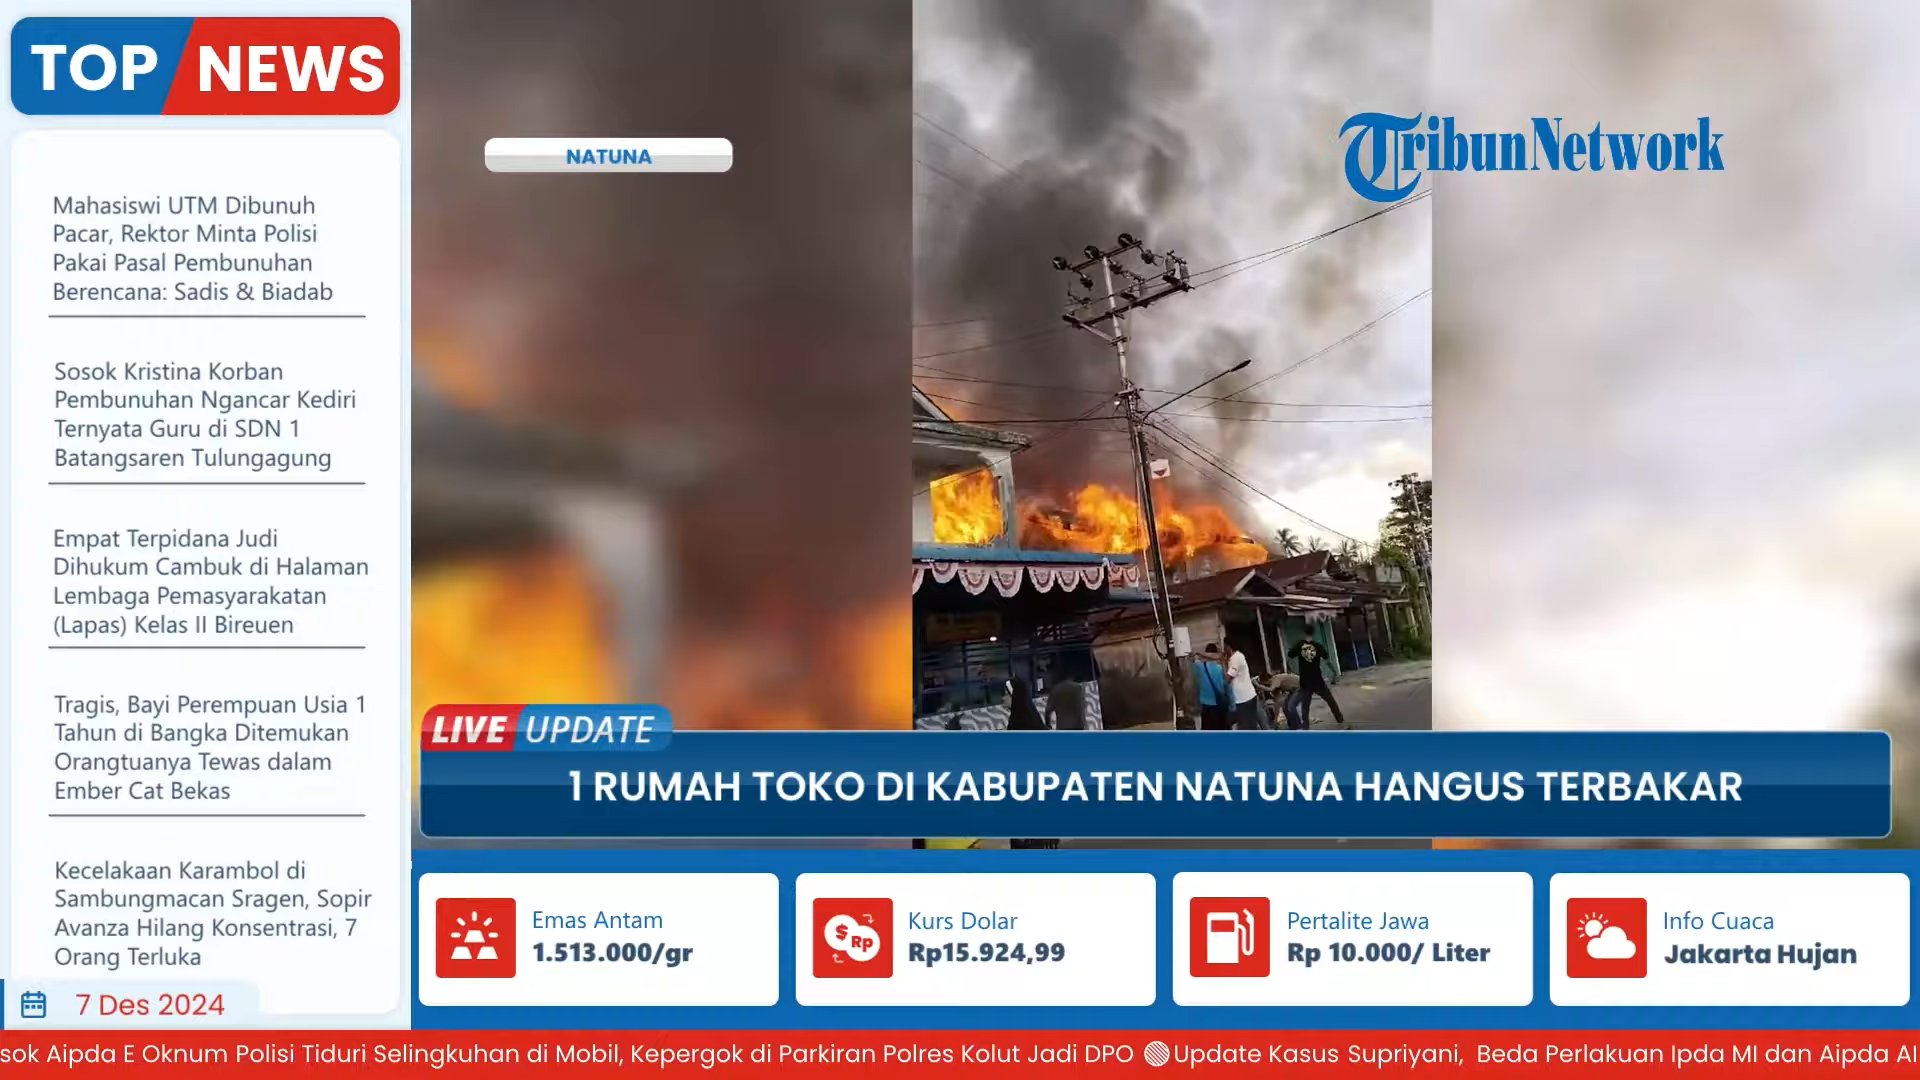 TOP NEWS
Mahasiswi UTM Dibunuh
Pacar, Rektor Minta Polisi
Pakai Pasal Pembunuhan
Berencana: Sadis & Biadab
Sosok Kristina Korban
Pembunuhan Ngancar Kediri
Ternyata Guru di SDN 1
Batangsaren Tulungagung
Empat Terpidana Judi
Dihukum Cambuk di Halaman
Lembaga Pemasyarakatan
(Lapas) Kelas II Bireuen
Tragis, Bayi Perempuan Usia 1
Tahun di Bangka Ditemukan
Orangtuanya Tewas dalam
Ember Cat Bekas
Kecelakaan Karambol di
Sambungmacan Sragen, Sopir
Avanza Hilang Konsentrasi, 7
Orang Terluka
7 Des 2024
NATUNA
TribunNetwork
LIVE UPDATE
1 RUMAH TOKO DI KABUPATEN NATUNA HANGUS TERBAKAR
Emas Antam
1.513.000/gr
Kurs Dolar
Rp15.924,99
Pertalite Jawa
Rp 10.000/ Liter
Info Cuaca
Jakarta Hujan
$ Rp
sok Aipda E Oknum Polisi Tiduri Selingkuhan di Mobil, Kepergok di Parkiran Polres Kolut Jadi DPO Update Kasus Supriyani, Beda Perlakuan Ipda MI dan Aipda AI